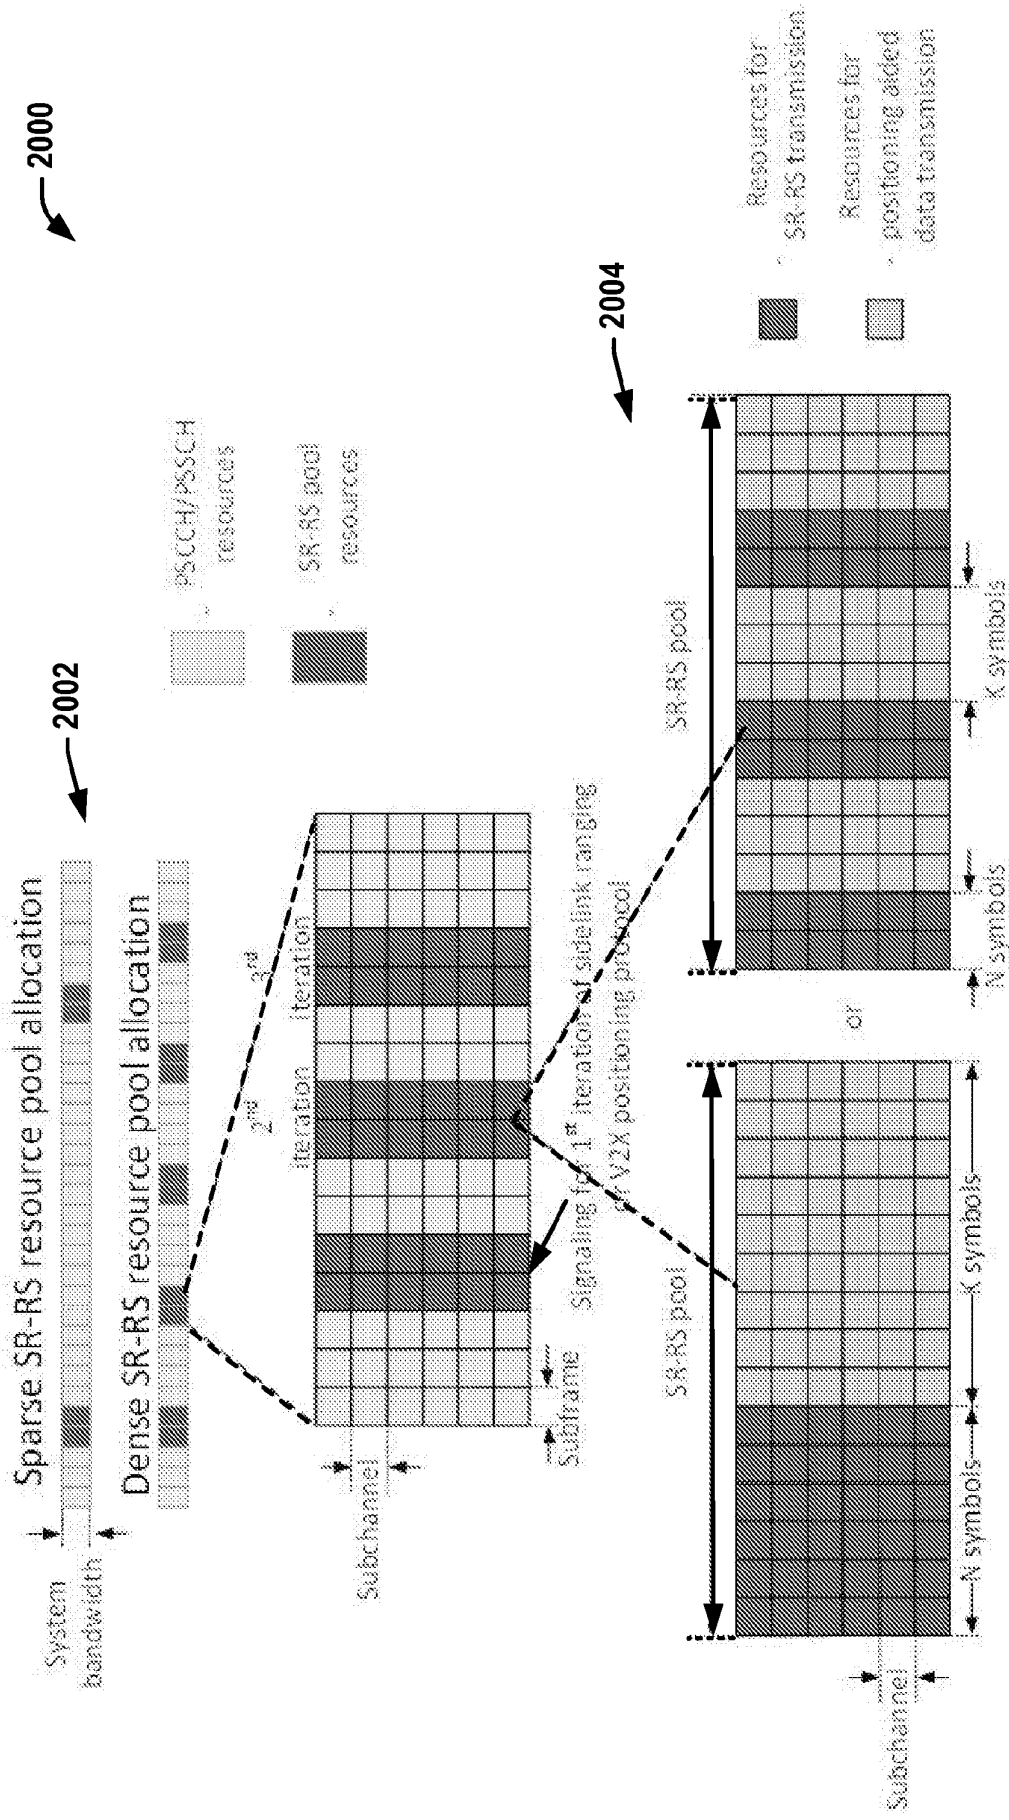 2000
Sparse SR-RS resource pool allocation
2002
System
bandwidth
Dense SR-RS resource pool allocation
PSCCH/PSSCH
resources
SR-RS pool
resources
2nd
iteration
3rd
iteration
Subchannel
Subframe
Signaling for 1st iteration of sidelink ranging
of V2X positioning protocol
2004
SR-RS pool
SR-RS pool
Resources for
SR-RS transmission
Resources for
positioning aided
data transmission
or
Subchannel
N symbols
K symbols
N symbols
K symbols